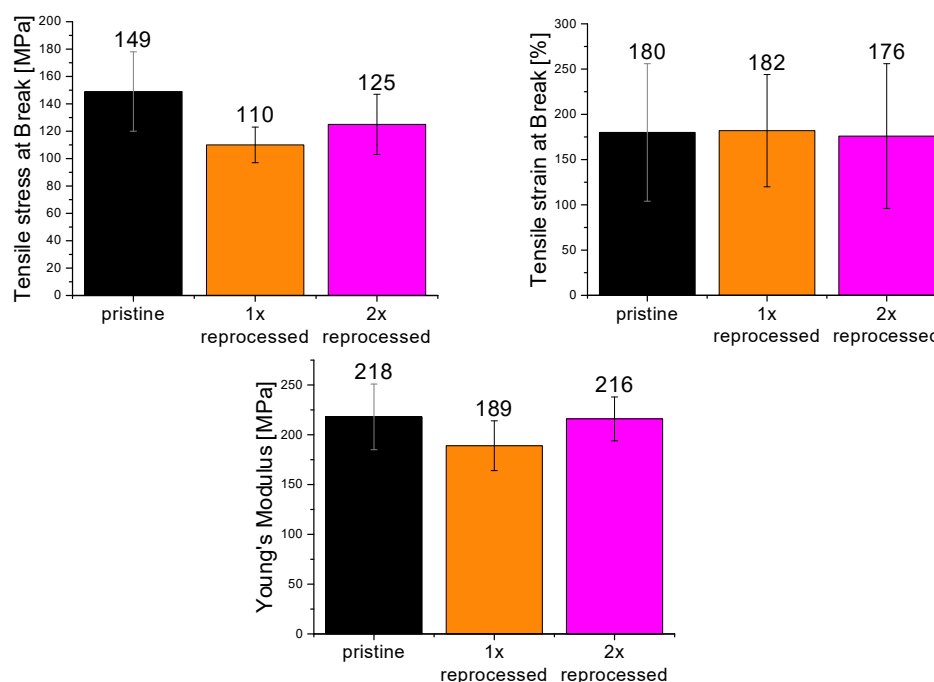 Tensile stress at Break [MPa]
200
180
160
140
120
100
80
60
40
20
0
149
110
125
pristine
1x
reprocessed
2x
reprocessed
Tensile strain at Break [%]
300
250
200
150
100
50
0
180
182
176
pristine
1x
reprocessed
2x
reprocessed
Young's Modulus [MPa]
250
200
150
100
50
0
218
189
216
pristine
1x
reprocessed
2x
reprocessed